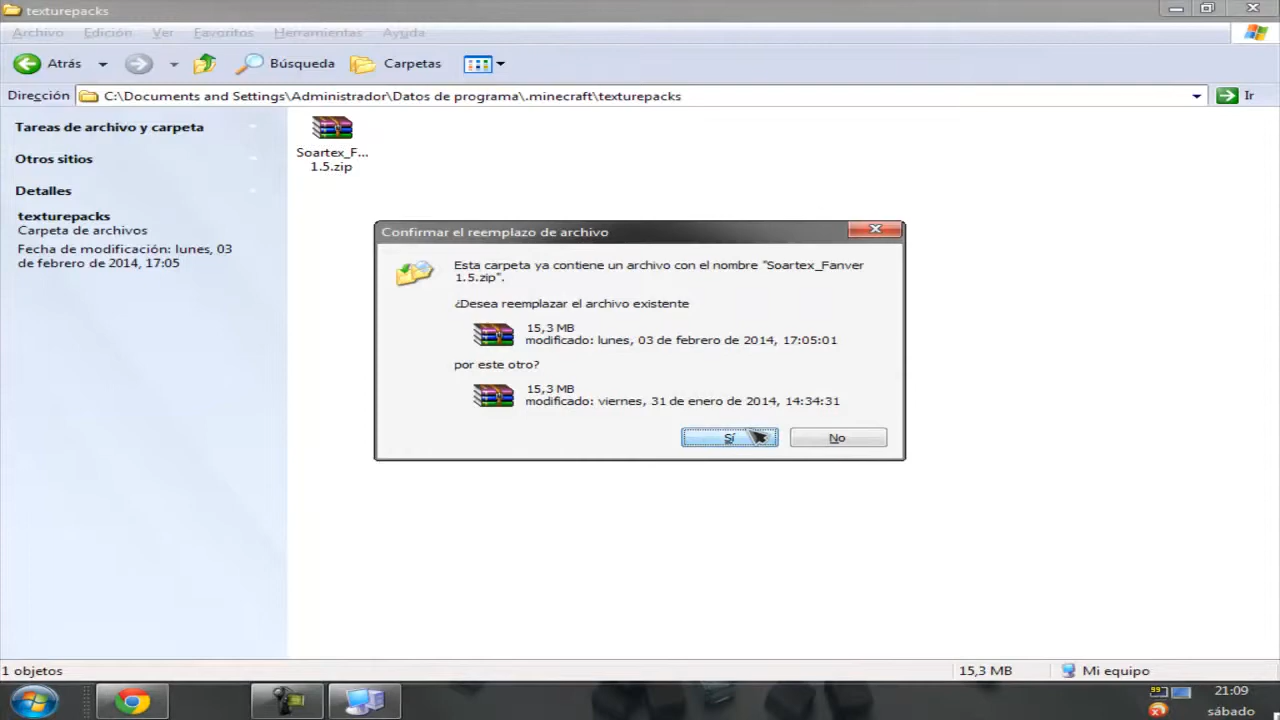 texturepacks
Archivo Edición Ver Favoritos Herramientas Ayuda
Atrás Búsqueda Carpetas
Dirección C:\Documents and Settings\Administrador\Datos de programa\.minecraft\texturepacks Ir
Tareas de archivo y carpeta
Otros sitios
Detalles
texturepacks
Carpeta de archivos
Fecha de modificación: lunes, 03
de febrero de 2014, 17:05
Soartex_F...
1.5.zip
Confirmar el reemplazo de archivo
Esta carpeta ya contiene un archivo con el nombre "Soartex_Fanver
1.5.zip".
¿Desea reemplazar el archivo existente
15,3 MB
modificado: lunes, 03 de febrero de 2014, 17:05:01
por este otro?
15,3 MB
modificado: viernes, 31 de enero de 2014, 14:34:31
Sí No
1 objetos 15,3 MB Mi equipo
99 21:09
sábado